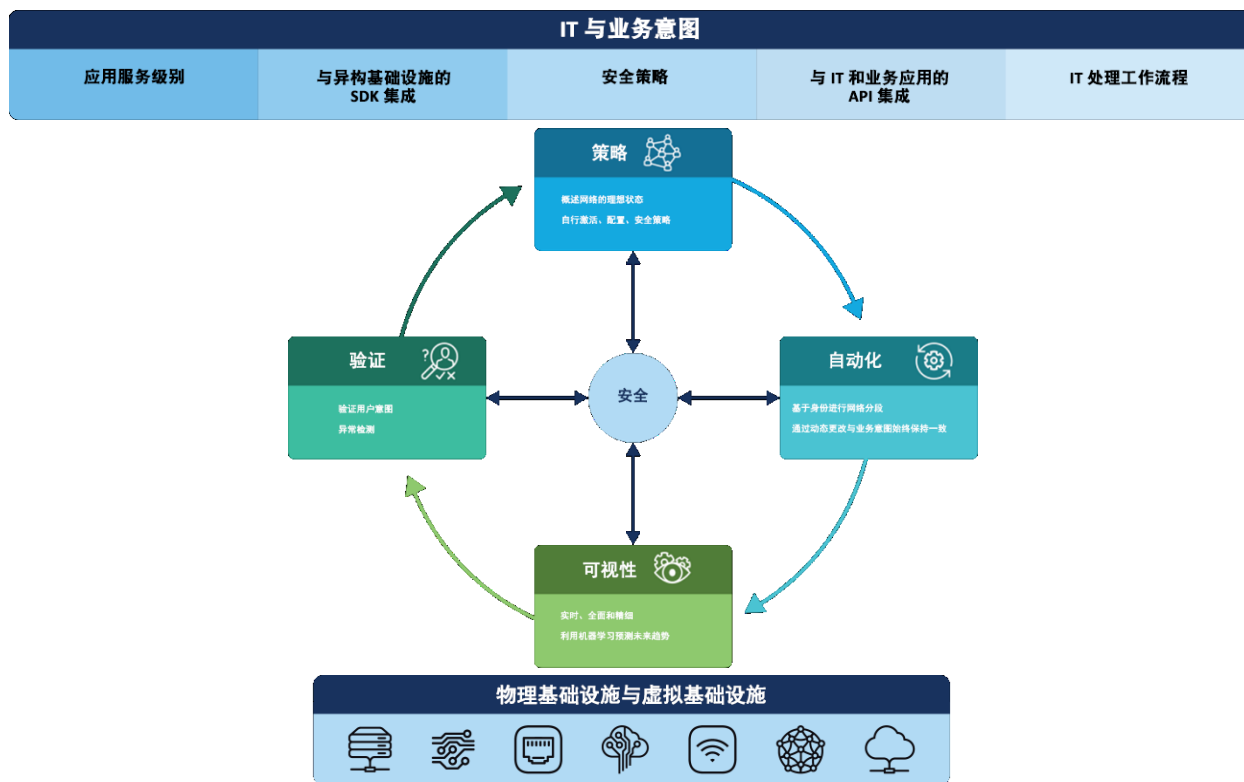 IT 与业务意图
应用服务级别
与异构基础设施的
SDK 集成
安全策略
与 IT 和业务应用的
API 集成
IT 处理工作流程
策略
概述网络的理想状态
自行激活、配置、安全策略
验证
验证用户意图
异常检测
安全
自动化
基于身份进行网络分段
通过动态更改与业务意图始终保持一致
可视性
实时、全面和精细
利用机器学习预测未来趋势
物理基础设施与虚拟基础设施